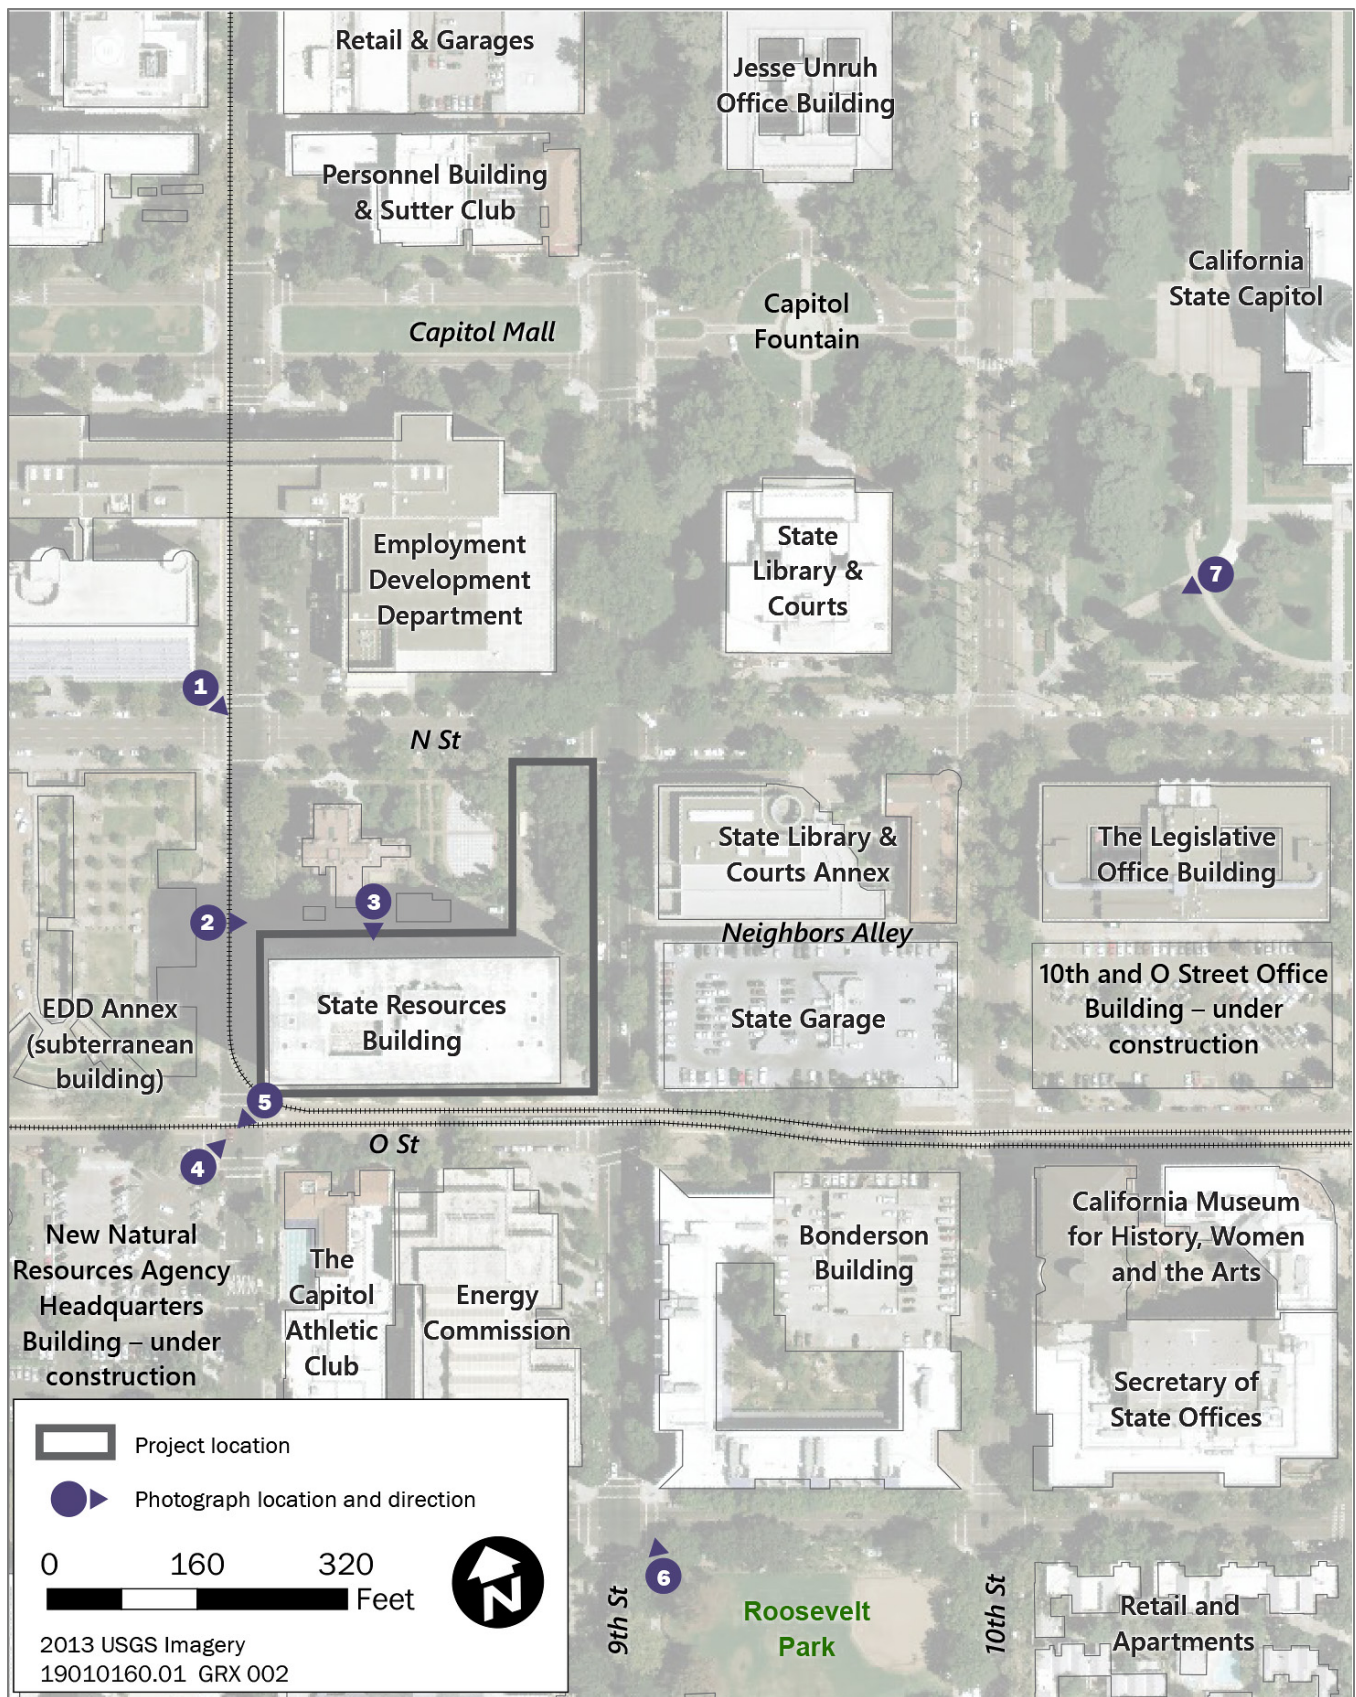 Retail & Garages
Jesse Unruh
Office Building
Personnel Building
& Sutter Club
California
State Capitol
Capitol Mall
Capitol
Fountain
Employment
Development
Department
State
Library &
Courts
7
1
N St
State Library &
Courts Annex
The Legislative
Office Building
3
2
Neighbors Alley
EDD Annex
(subterranean
building)
State Resources
Building
State Garage
10th and O Street Office
Building – under
construction
5
O St
4
New Natural
Resources Agency
Headquarters
Building – under
construction
The
Capitol
Athletic
Club
Energy
Commission
Bonderson
Building
California Museum
for History, Women
and the Arts
Secretary of
State Offices
Project location
Photograph location and direction
0 160 320
Feet
N
2013 USGS Imagery
19010160.01 GRX 002
6
9th St
Roosevelt
Park
10th St
Retail and
Apartments